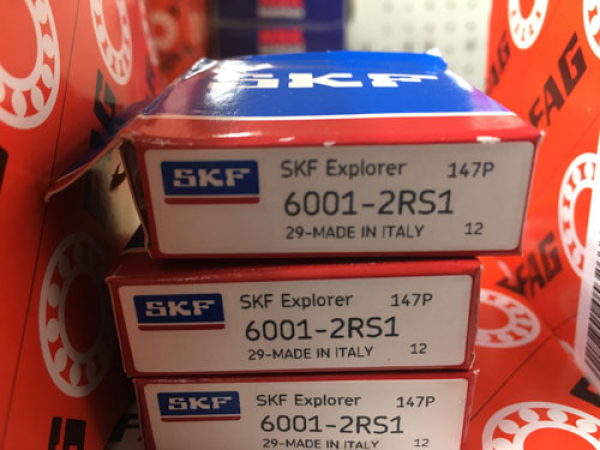 SKF
SKF
SKF Explorer 147P
6001-2RS1
29-MADE IN ITALY 12
SKF
SKF Explorer 147P
6001-2RS1
29-MADE IN ITALY 12
SKF
SKF Explorer 147P
6001-2RS1
29-MADE IN ITALY 12
FAG
FAG